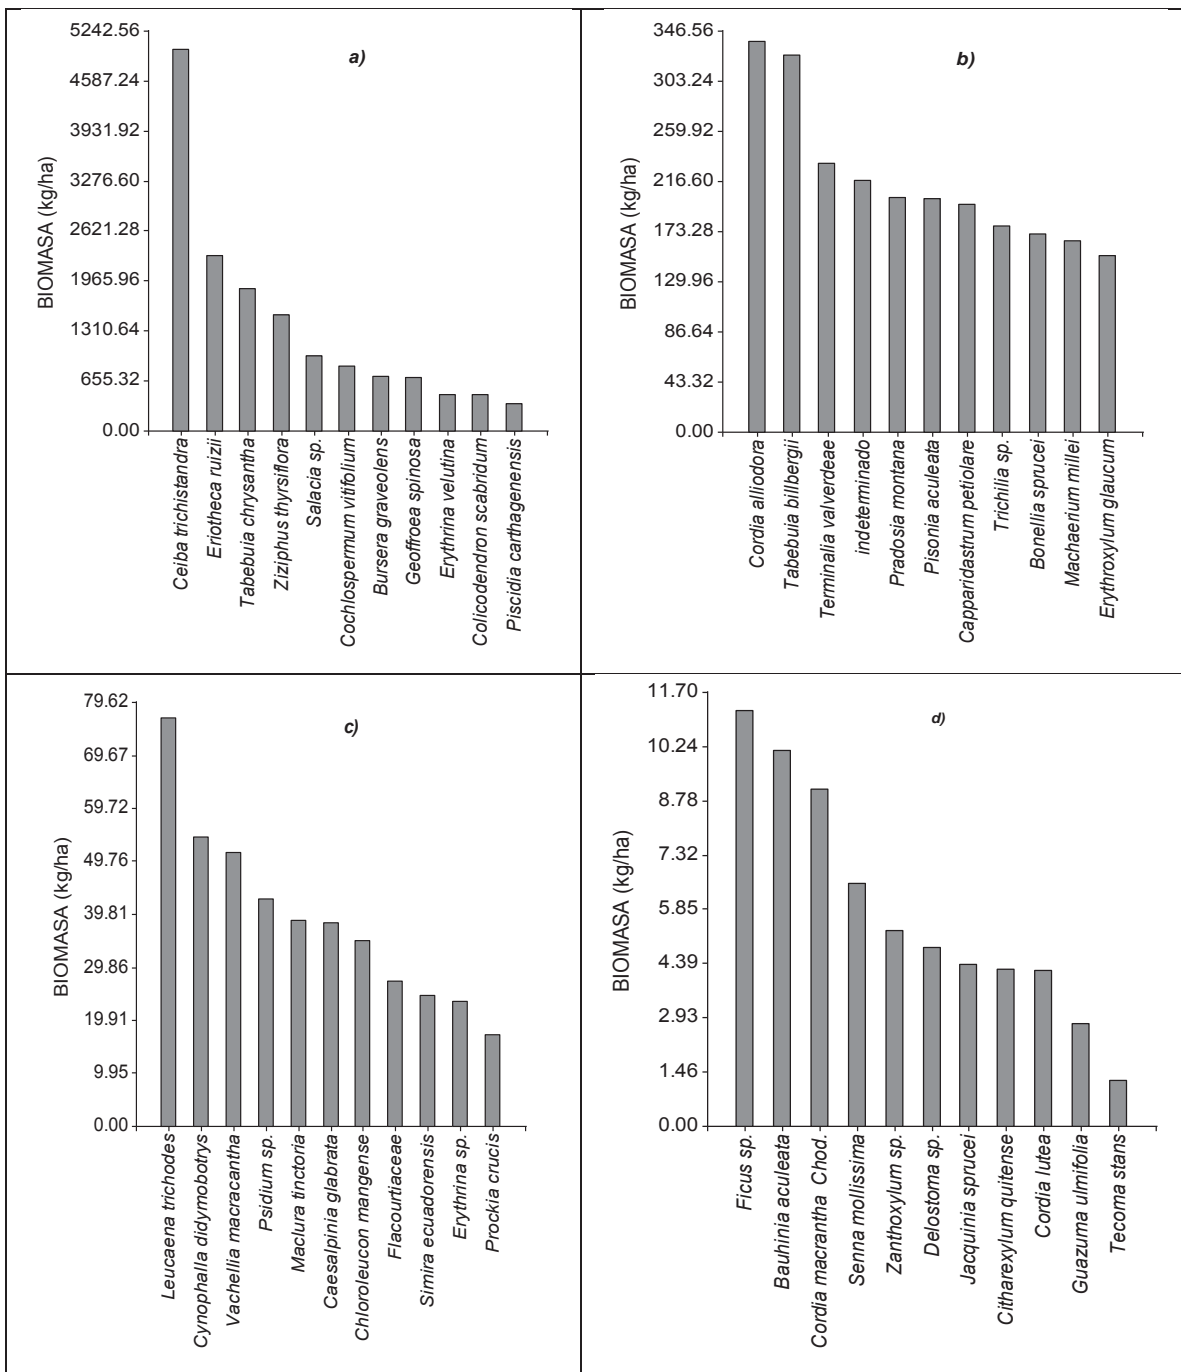 a)
BIOMASA (kg/ha)
5242.56
4587.24
3931.92
3276.60
2621.28
1965.96
1310.64
655.32
0.00
Ceiba trichistandra
Eriotheca ruizii
Tabebuia chrysantha
Ziziphus thyrsiflora
Salacia sp.
Cochlospermum vitifolium
Bursera graveolens
Geoffroea spinosa
Erythrina velutina
Colicodendron scabridum
Piscidia carthagenensis
b)
BIOMASA (kg/ha)
346.56
303.24
259.92
216.60
173.28
129.96
86.64
43.32
0.00
Cordia alliodora
Tabebuia billbergii
Terminalia valverdeae
indeterminado
Pradosia montana
Pisonia aculeata
Capparidastrum petiolare
Trichilia sp.
Bonellia sprucei
Machaerium millei
Erythroxylum glaucum
c)
BIOMASA (kg/ha)
79.62
69.67
59.72
49.76
39.81
29.86
19.91
9.95
0.00
Leucaena trichodes
Cynophalla didymobotrys
Vachellia macracantha
Psidium sp.
Maclura tinctoria
Caesalpinia glabrata
Chloroleucon mangense
Flacourtiaceae
Simira ecuadorensis
Erythrina sp.
Prockia crucis
d)
BIOMASA (kg/ha)
11.70
10.24
8.78
7.32
5.85
4.39
2.93
1.46
0.00
Ficus sp.
Bauhinia aculeata
Cordia macrantha Chod.
Senna mollissima
Zanthoxylum sp.
Delostoma sp.
Jacquinia sprucei
Citharexylum quitense
Cordia lutea
Guazuma ulmifolia
Tecoma stans